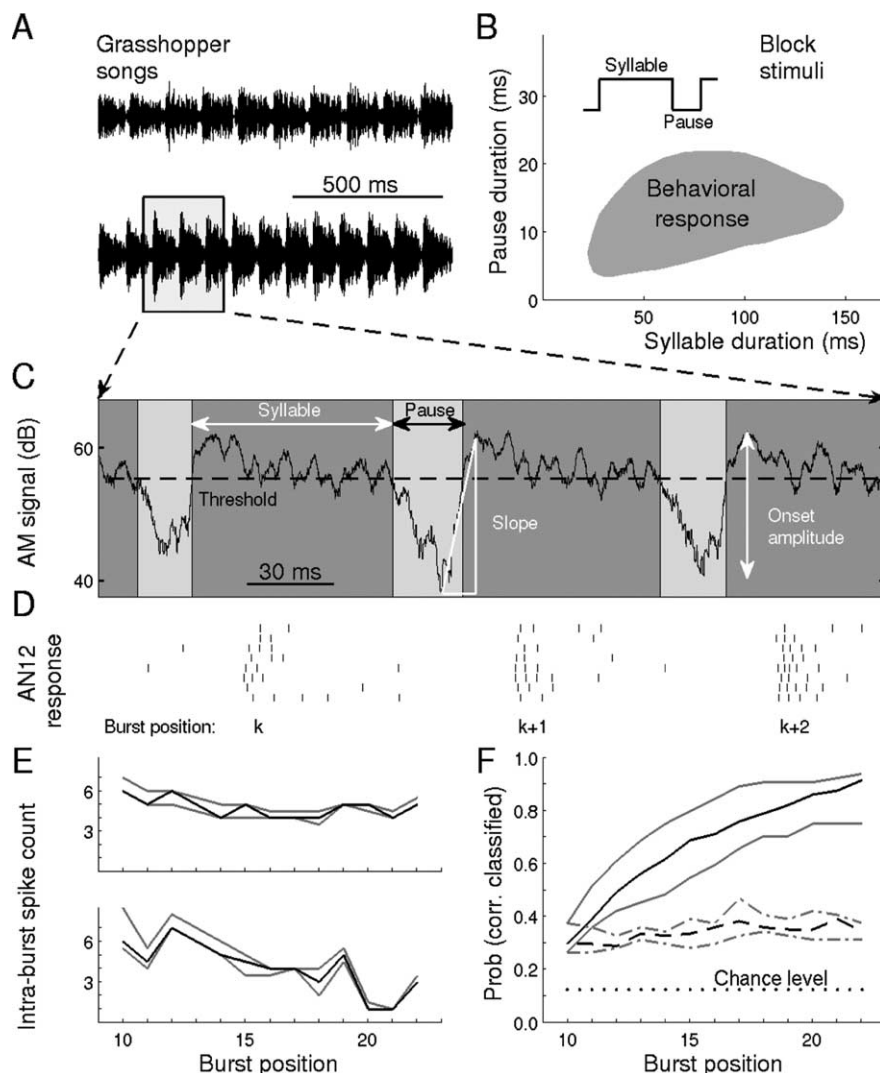 A
Grasshopper
songs
500 ms
B
Block
stimuli
Syllable
Pause
Behavioral
response
Pause duration (ms)
40
30
20
10
0
50
100
150
Syllable duration (ms)
C
Syllable
Pause
Threshold
Slope
Onset
amplitude
30 ms
AM signal (dB)
60
40
D
AN12
response
Burst position:
k
k+1
k+2
E
6
3
6
3
Intra-burst spike count
10
15
20
Burst position
F
Prob (corr. classified)
1.0
0.8
0.6
0.4
0.2
0.0
Chance level
10
15
20
Burst position